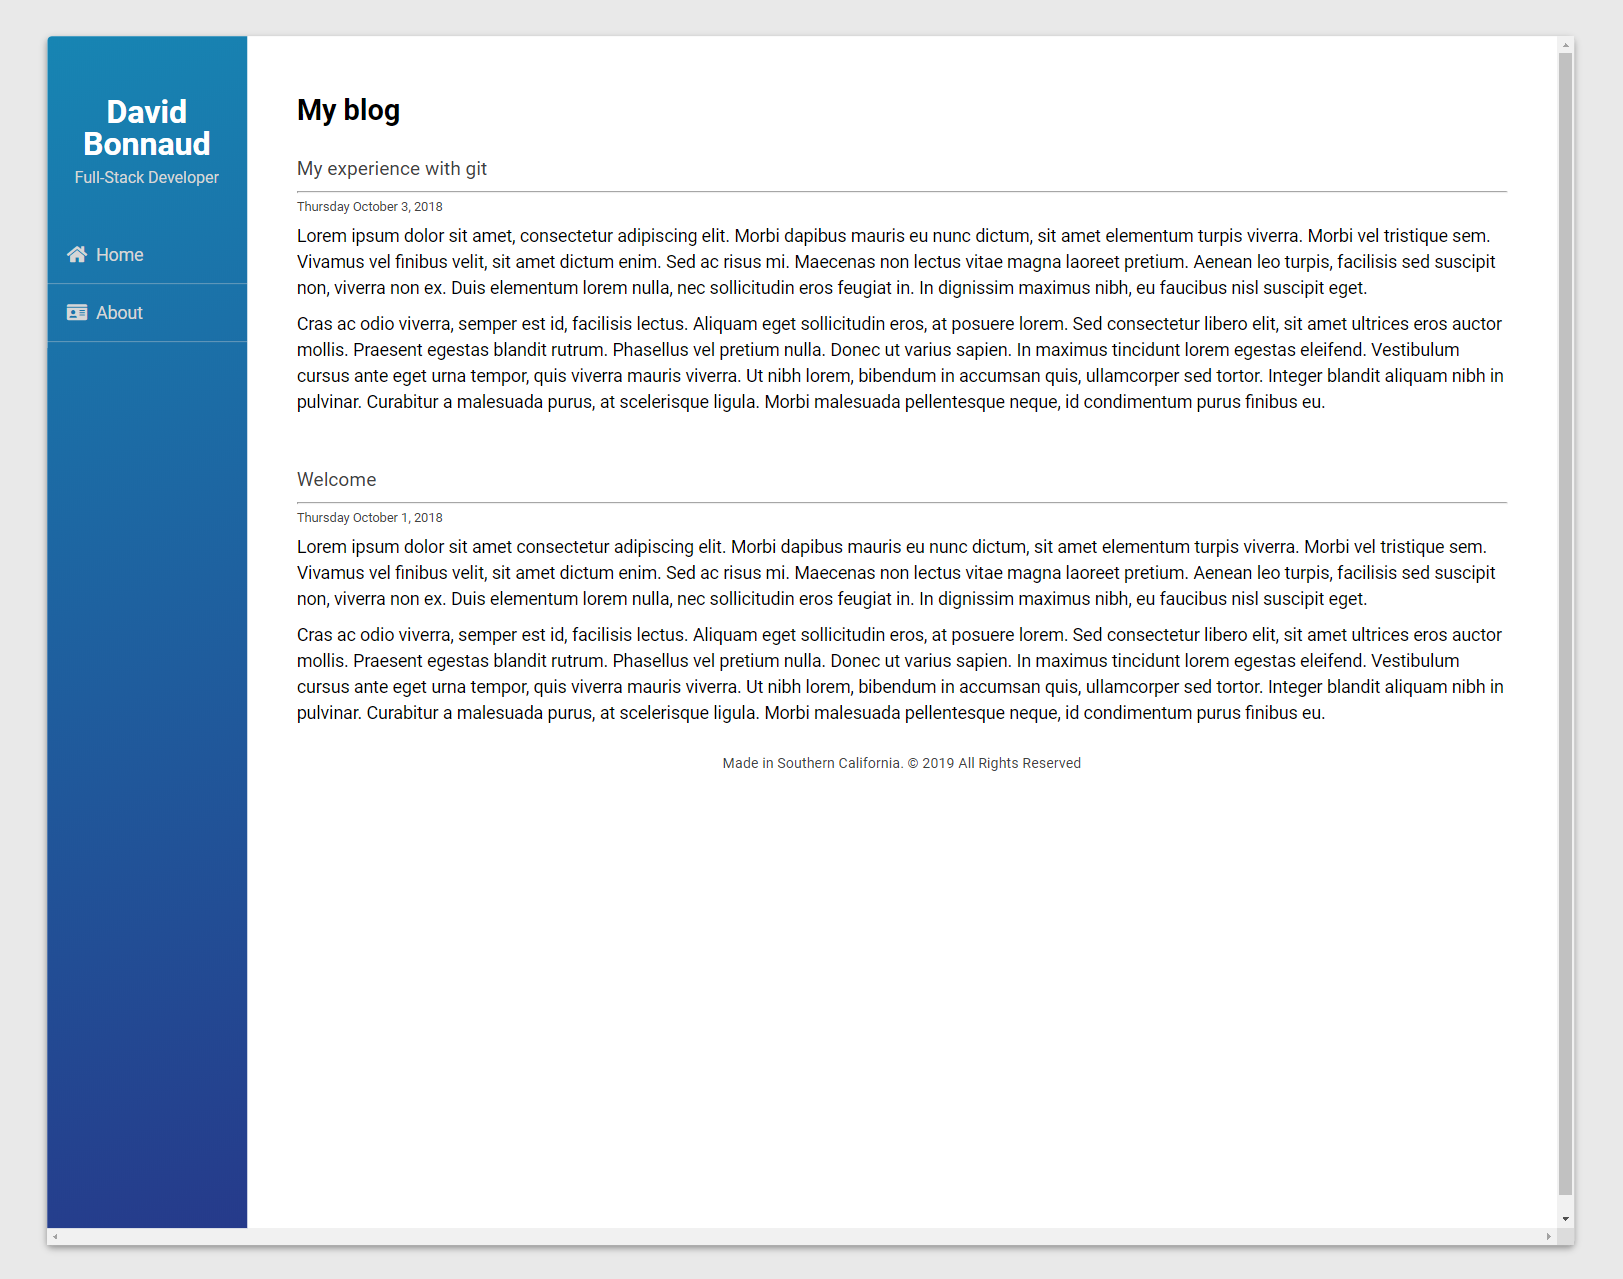 David
Bonnaud
Full-Stack Developer
Home
About
My blog
My experience with git
Thursday October 3, 2018
Lorem ipsum dolor sit amet, consectetur adipiscing elit. Morbi dapibus mauris eu nunc dictum, sit amet elementum turpis viverra. Morbi vel tristique sem.
Vivamus vel finibus velit, sit amet dictum enim. Sed ac risus mi. Maecenas non lectus vitae magna laoreet pretium. Aenean leo turpis, facilisis sed suscipit
non, viverra non ex. Duis elementum lorem nulla, nec sollicitudin eros feugiat in. In dignissim maximus nibh, eu faucibus nisl suscipit eget.
Cras ac odio viverra, semper est id, facilisis lectus. Aliquam eget sollicitudin eros, at posuere lorem. Sed consectetur libero elit, sit amet ultrices eros auctor
mollis. Praesent egestas blandit rutrum. Phasellus vel pretium nulla. Donec ut varius sapien. In maximus tincidunt lorem egestas eleifend. Vestibulum
cursus ante eget urna tempor, quis viverra mauris viverra. Ut nibh lorem, bibendum in accumsan quis, ullamcorper sed tortor. Integer blandit aliquam nibh in
pulvinar. Curabitur a malesuada purus, at scelerisque ligula. Morbi malesuada pellentesque neque, id condimentum purus finibus eu.
Welcome
Thursday October 1, 2018
Lorem ipsum dolor sit amet consectetur adipiscing elit. Morbi dapibus mauris eu nunc dictum, sit amet elementum turpis viverra. Morbi vel tristique sem.
Vivamus vel finibus velit, sit amet dictum enim. Sed ac risus mi. Maecenas non lectus vitae magna laoreet pretium. Aenean leo turpis, facilisis sed suscipit
non, viverra non ex. Duis elementum lorem nulla, nec sollicitudin eros feugiat in. In dignissim maximus nibh, eu faucibus nisl suscipit eget.
Cras ac odio viverra, semper est id, facilisis lectus. Aliquam eget sollicitudin eros, at posuere lorem. Sed consectetur libero elit, sit amet ultrices eros auctor
mollis. Praesent egestas blandit rutrum. Phasellus vel pretium nulla. Donec ut varius sapien. In maximus tincidunt lorem egestas eleifend. Vestibulum
cursus ante eget urna tempor, quis viverra mauris viverra. Ut nibh lorem, bibendum in accumsan quis, ullamcorper sed tortor. Integer blandit aliquam nibh in
pulvinar. Curabitur a malesuada purus, at scelerisque ligula. Morbi malesuada pellentesque neque, id condimentum purus finibus eu.
Made in Southern California. © 2019 All Rights Reserved